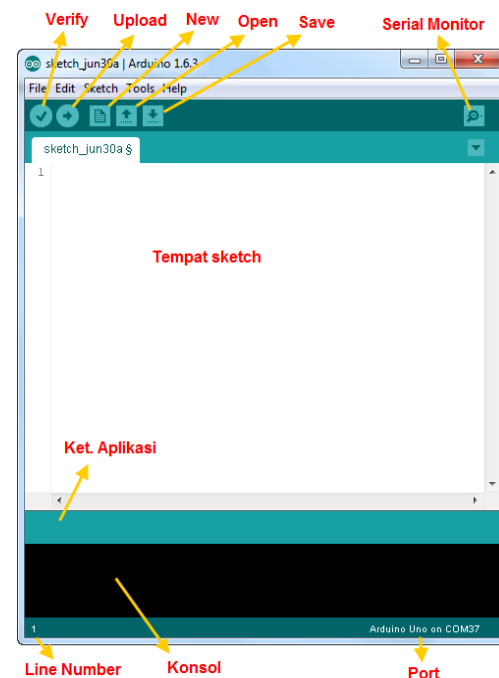 Verify Upload New Open Save Serial Monitor
sketch_jun30a | Arduino 1.6.3
File Edit Sketch Tools Help
sketch_jun30a §
1
Tempat sketch
Ket. Aplikasi
1 Arduino Uno on COM37
Line Number Konsol Port